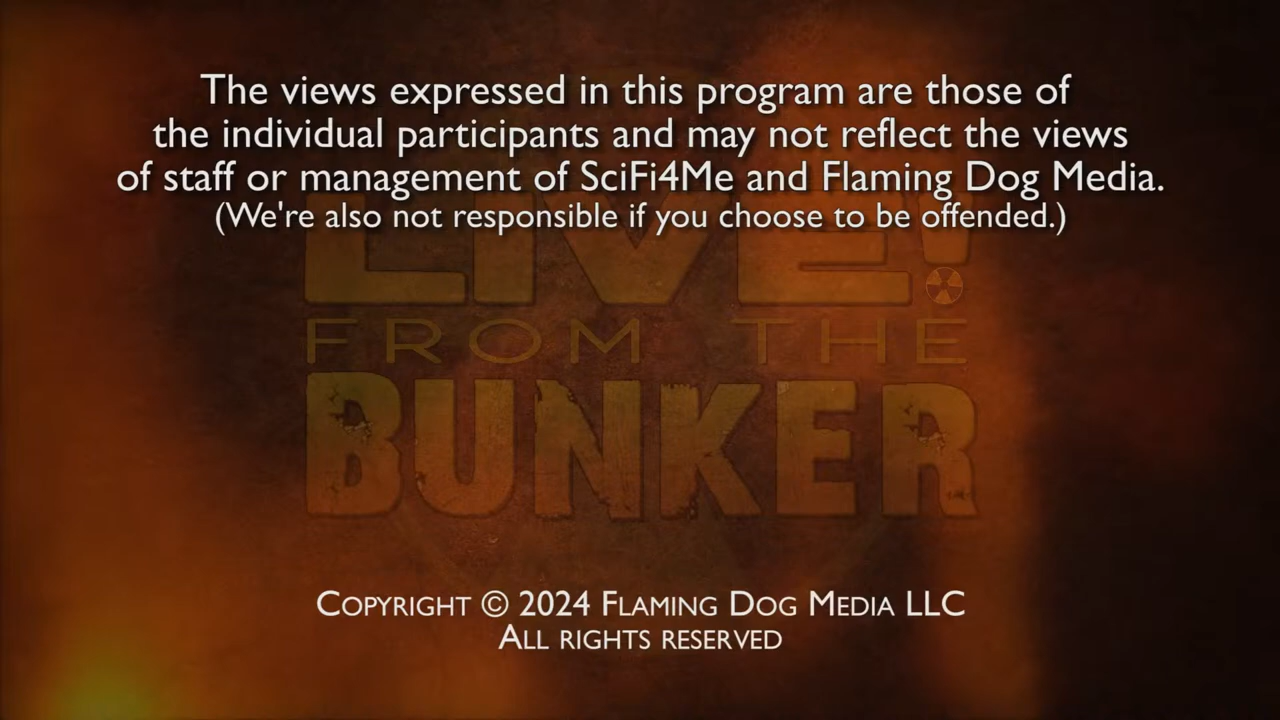 The views expressed in this program are those of
the individual participants and may not reflect the views
of staff or management of SciFi4Me and Flaming Dog Media.
(We're also not responsible if you choose to be offended.)
LIVE!
FROM THE
BUNKER
COPYRIGHT © 2024 FLAMING DOG MEDIA LLC
ALL RIGHTS RESERVED